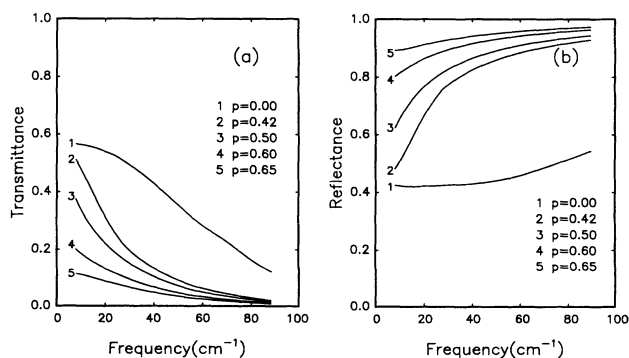 1.0
0.8
0.6
0.4
0.2
0.0
Transmittance
(a)
1 p=0.00
2 p=0.42
3 p=0.50
4 p=0.60
5 p=0.65
1
2
3
4
5
0 20 40 60 80 100
Frequency(cm⁻¹)
1.0
0.8
0.6
0.4
0.2
0.0
Reflectance
(b)
5
4
3
2
1
1 p=0.00
2 p=0.42
3 p=0.50
4 p=0.60
5 p=0.65
0 20 40 60 80 100
Frequency(cm⁻¹)